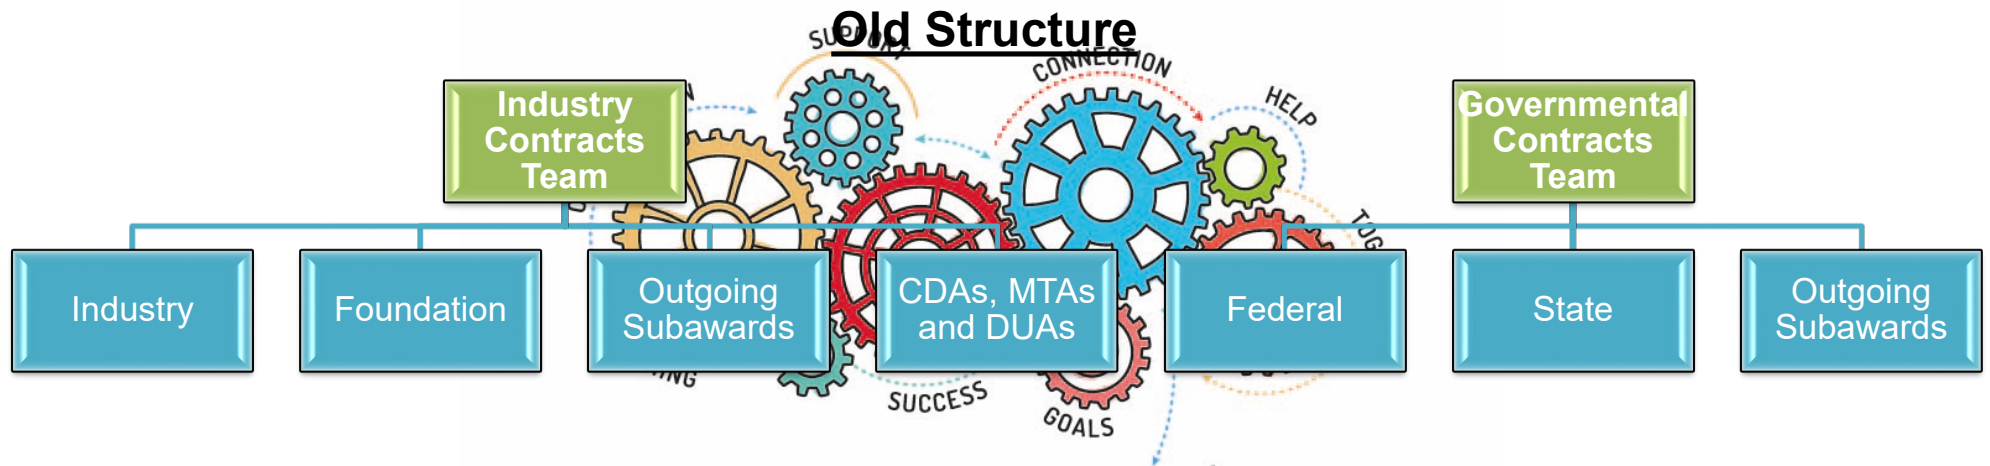 Old Structure
SUPPORT
CONNECTION
HELP
Industry
Contracts
Team
Governmental
Contracts
Team
Industry
Foundation
Outgoing
Subawards
CDAs, MTAs
and DUAs
Federal
State
Outgoing
Subawards
SUCCESS
GOALS